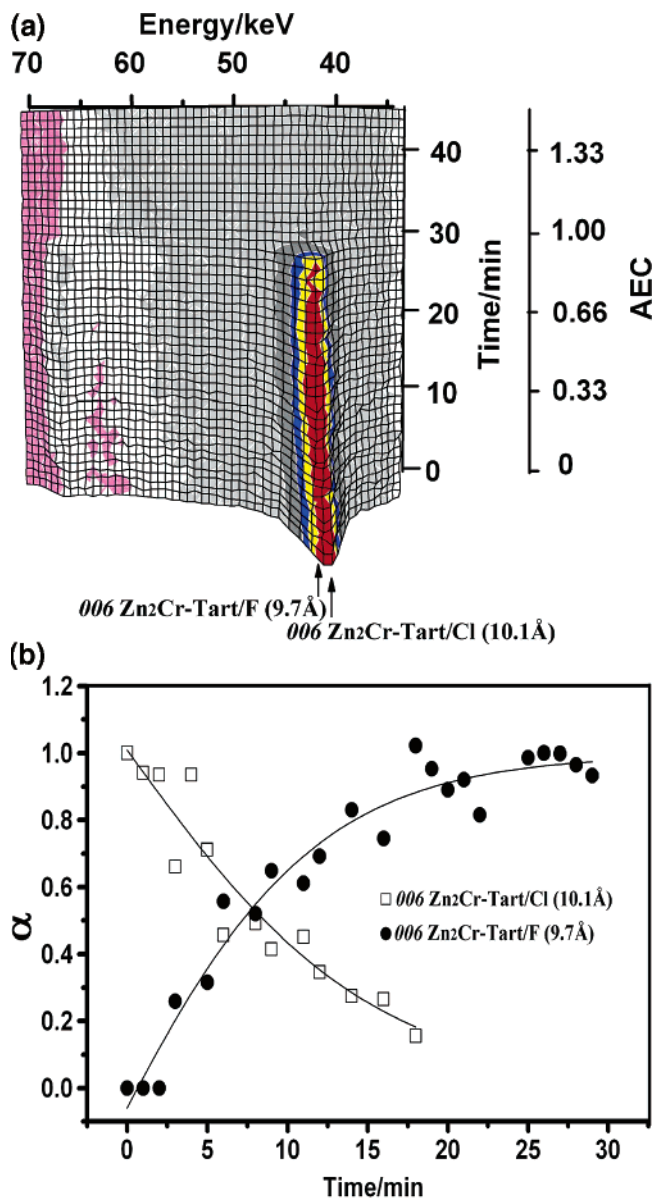 (a) Energy/keV
70 60 50 40
40 1.33
30 1.00
20 0.66
10 0.33
0 0
Time/min
AEC
006 Zn2Cr-Tart/F (9.7Å)
006 Zn2Cr-Tart/Cl (10.1Å)
(b)
1.2
1.0
0.8
0.6
0.4
0.2
0.0
α
006 Zn2Cr-Tart/Cl (10.1Å)
006 Zn2Cr-Tart/F (9.7Å)
0 5 10 15 20 25 30
Time/min